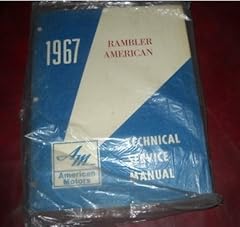 1967
RAMBLER
AMERICAN
AM
American
Motors
TECHNICAL
SERVICE
MANUAL